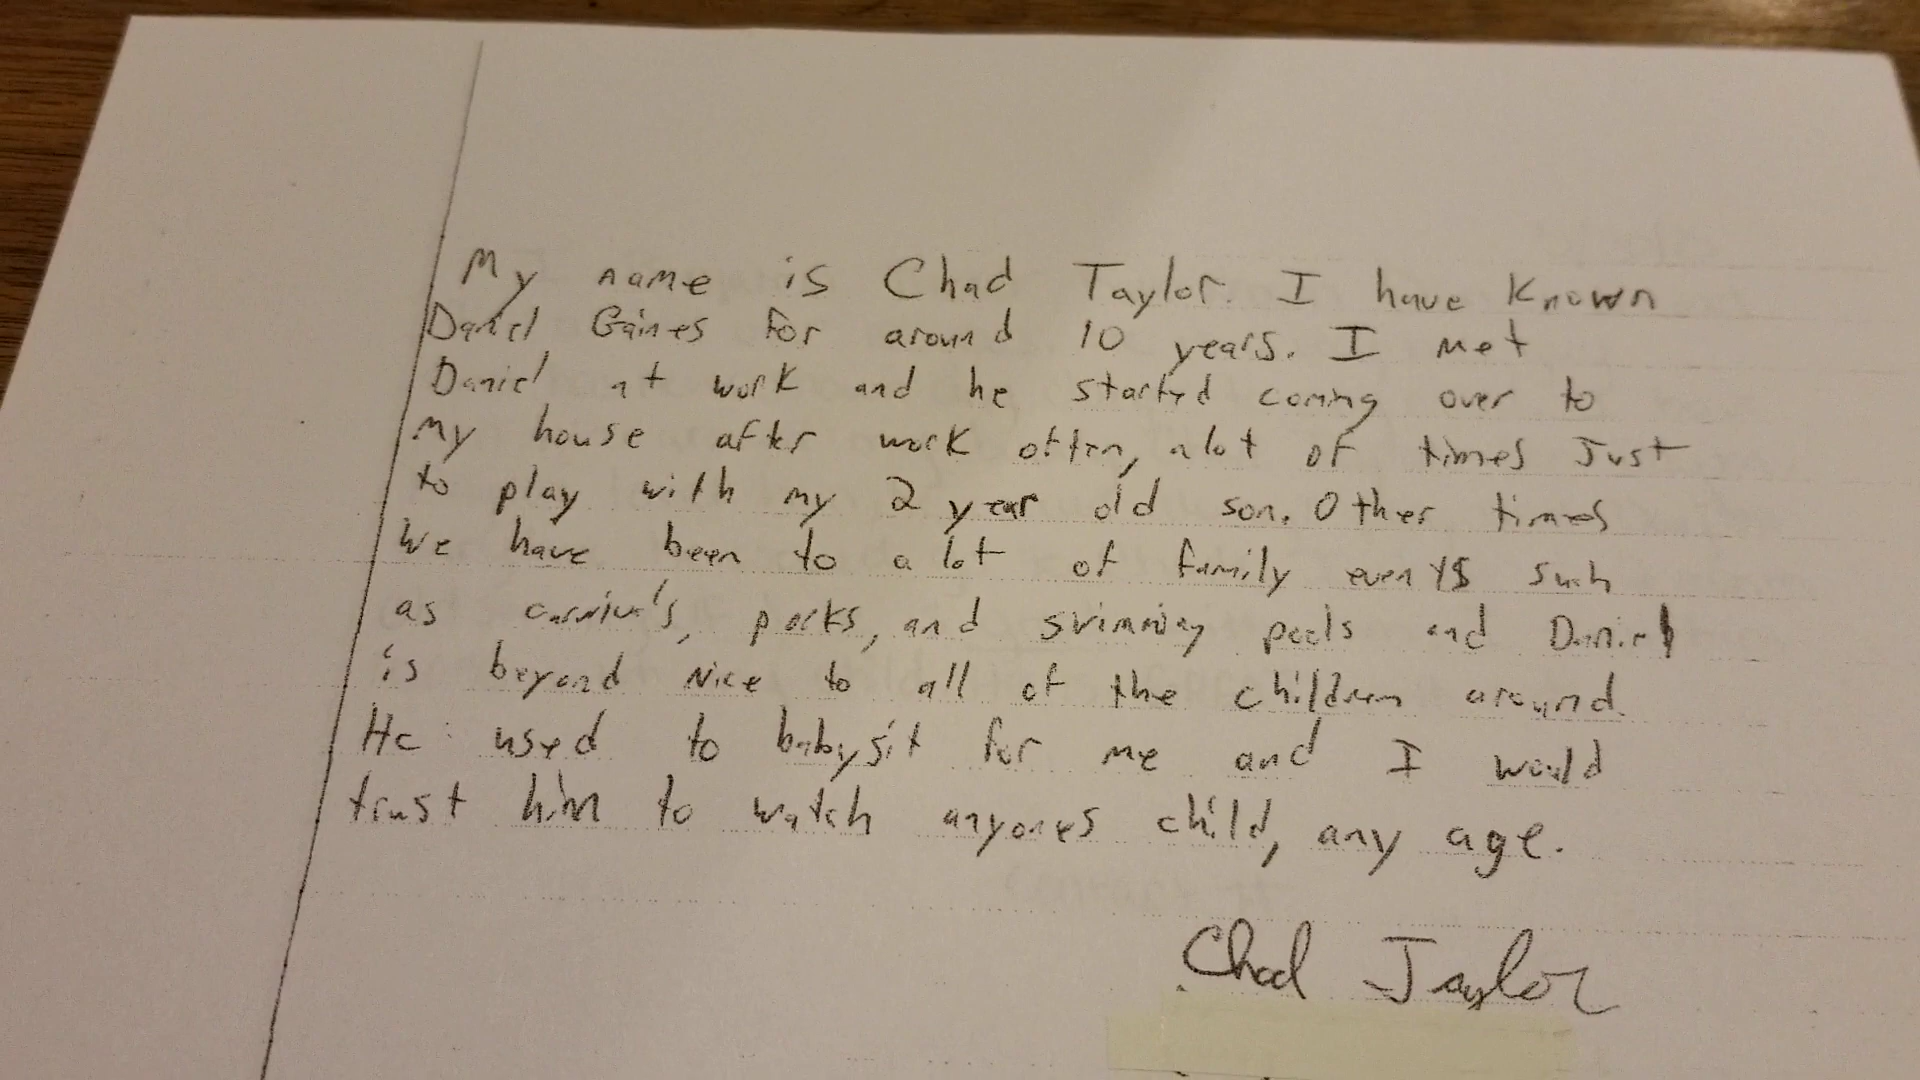 My name is Chad Taylor. I have known
Daniel Gaines for around 10 years. I met
Daniel at work and he started coming over to
my house after work often, alot of times Just
to play with my 2 year old son. Other times
We have been to a lot of family events such
as carnival's, parks, and swimming pools and Daniel
is beyond Nice to all of the children around.
He used to babysit for me and I would
trust him to watch anyones child, any age.
Chad Taylor